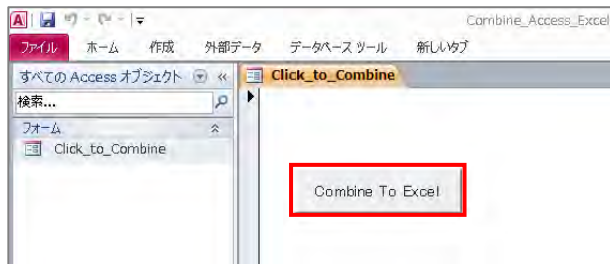 Combine_Access_Excel
ファイル ホーム 作成 外部データ データベース ツール 新しいタブ
すべての Access オブジェクト
Click_to_Combine
検索...
フォーム
Click_to_Combine
Combine To Excel